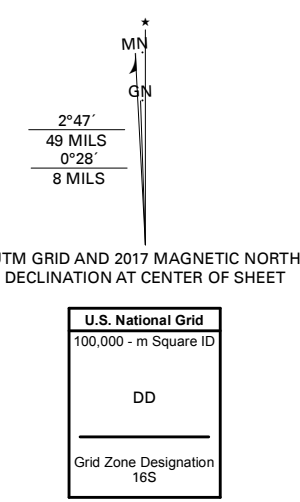 ★
MN
GN
2°47´
49 MILS
0°28´
8 MILS
UTM GRID AND 2017 MAGNETIC NORTH
DECLINATION AT CENTER OF SHEET
U.S. National Grid
100,000 - m Square ID
DD
Grid Zone Designation
16S